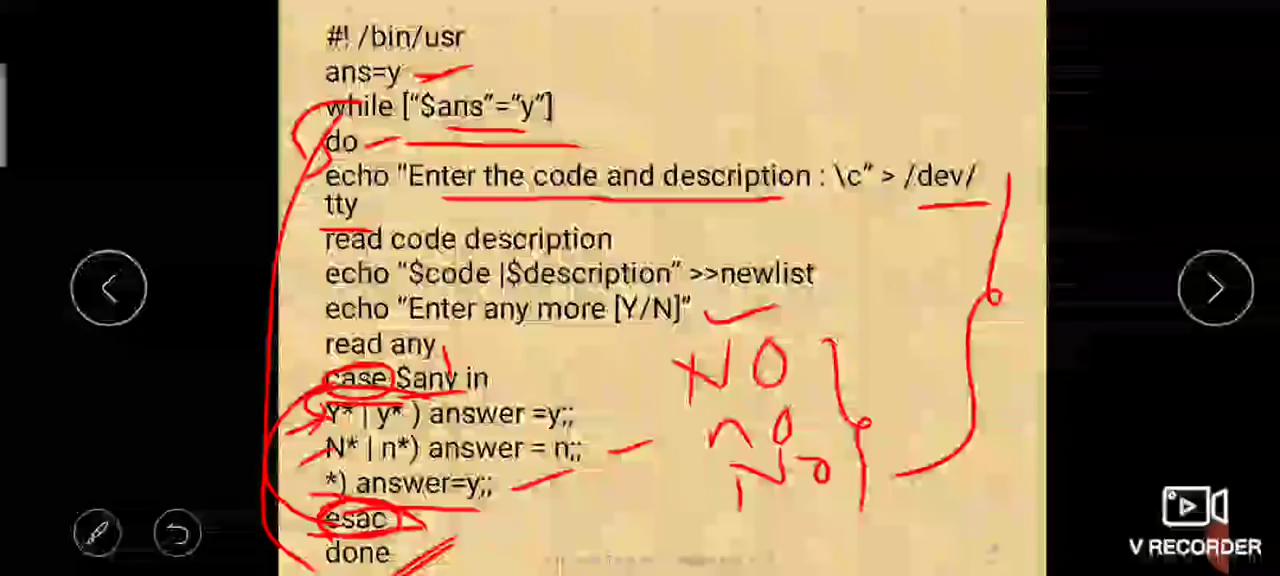 #! /bin/usr
ans=y
while [“$ans”=“y”]
do
echo “Enter the code and description : \c” > /dev/
tty
read code description
echo “$code |$description” >>newlist
echo “Enter any more [Y/N]”
read any
case $any in
Y* | y* ) answer =y;;
N* | n*) answer = n;;
*) answer=y;;
esac
done
NO
no
No
V RECORDER